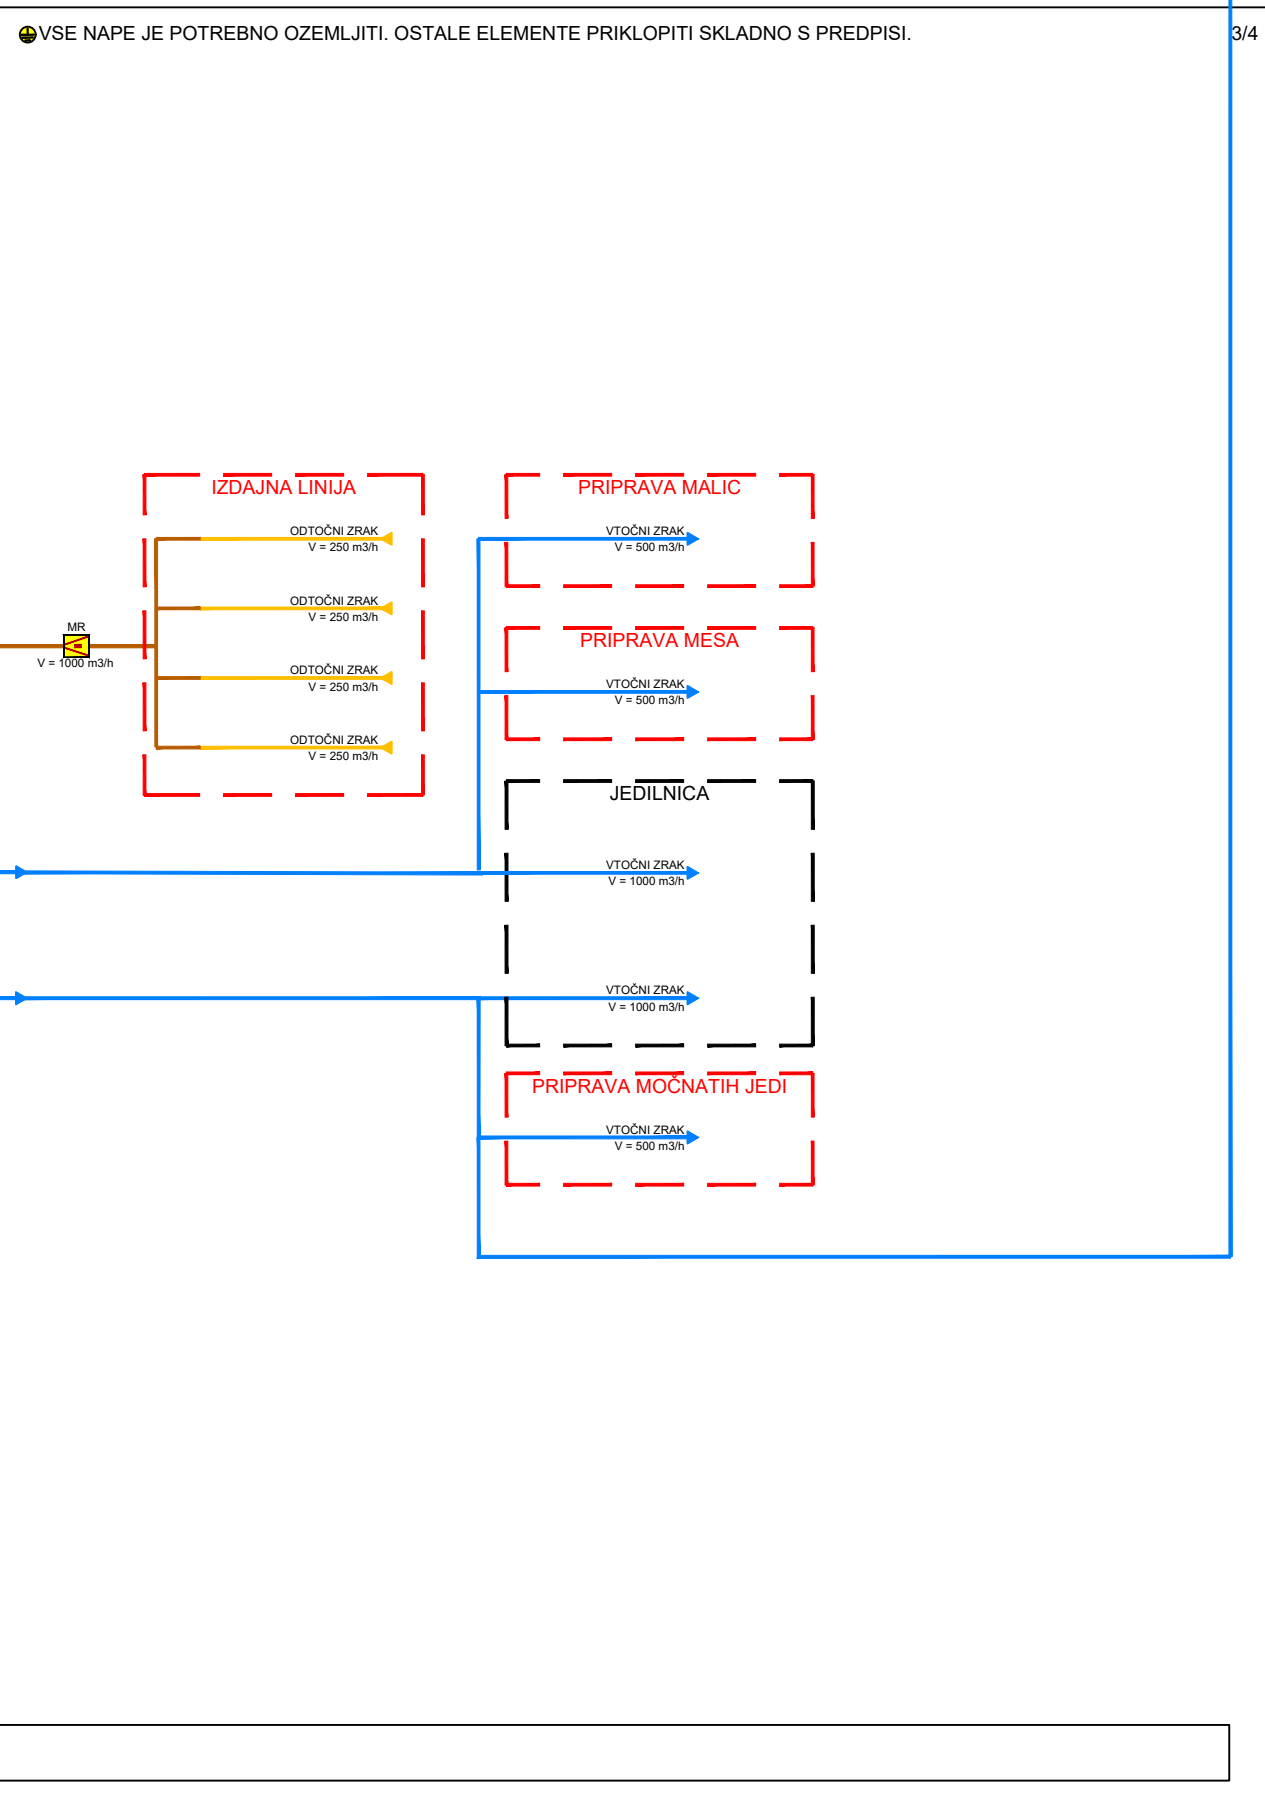 VSE NAPE JE POTREBNO OZEMLJITI. OSTALE ELEMENTE PRIKLOPITI SKLADNO S PREDPISI.
3/4
IZDAJNA LINIJA
ODTOČNI ZRAK
V = 250 m3/h
ODTOČNI ZRAK
V = 250 m3/h
ODTOČNI ZRAK
V = 250 m3/h
ODTOČNI ZRAK
V = 250 m3/h
MR
V = 1000 m3/h
PRIPRAVA MALIC
VTOČNI ZRAK
V = 500 m3/h
PRIPRAVA MESA
VTOČNI ZRAK
V = 500 m3/h
JEDILNICA
VTOČNI ZRAK
V = 1000 m3/h
VTOČNI ZRAK
V = 1000 m3/h
PRIPRAVA MOČNATIH JEDI
VTOČNI ZRAK
V = 500 m3/h